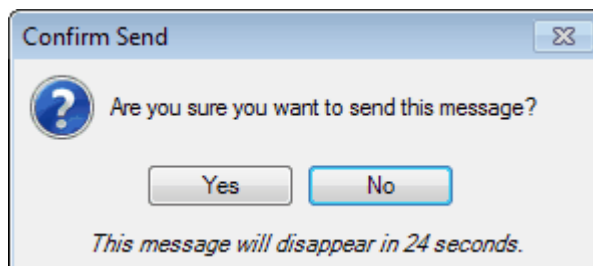 Confirm Send
Are you sure you want to send this message?
Yes No
This message will disappear in 24 seconds.